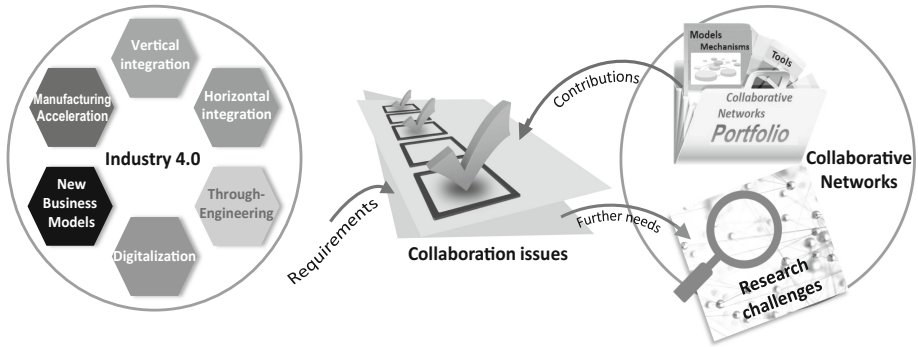 Vertical
integration
Manufacturing
Acceleration
Horizontal
integration
Industry 4.0
New
Business
Models
Through-
Engineering
Digitalization
Requirements
Collaboration issues
Contributions
Further needs
Models
Mechanisms
Tools
Collaborative
Networks
Portfolio
Collaborative
Networks
Research
challenges